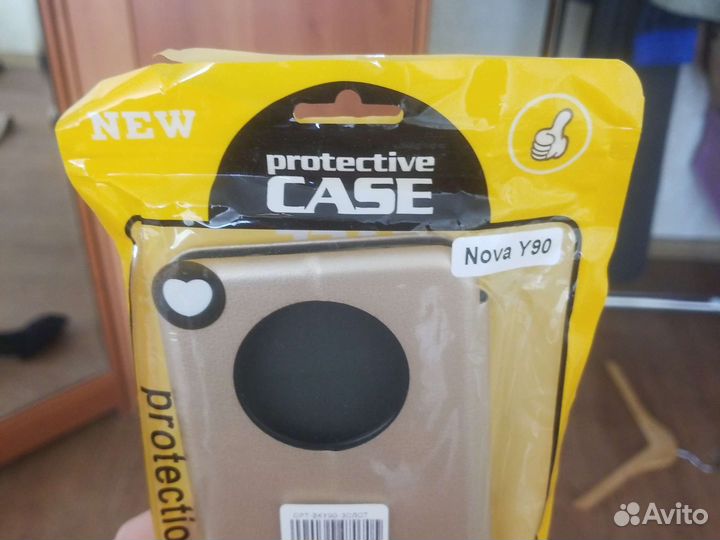 NEW
protective
CASE
Nova Y90
protectio
Avito